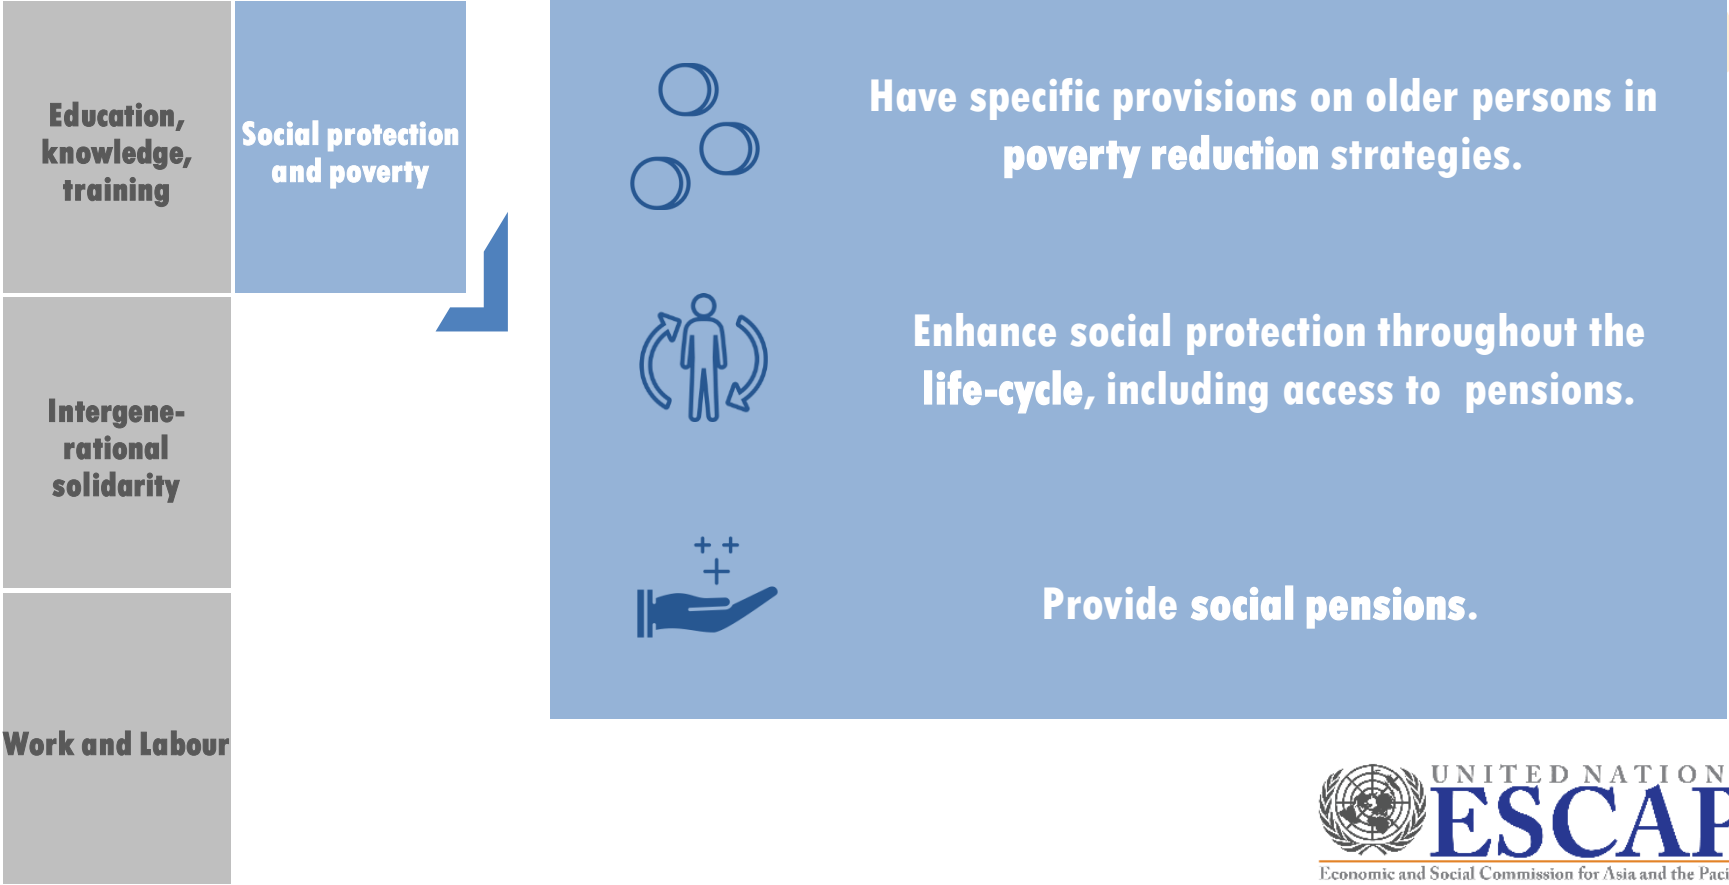 Education,
knowledge,
training
Social protection
and poverty
Intergene-
rational
solidarity
Work and Labour
Have specific provisions on older persons in
poverty reduction strategies.
Enhance social protection throughout the
life-cycle, including access to pensions.
Provide social pensions.
UNITED NATION
ESCAP
Economic and Social Commission for Asia and the Paci